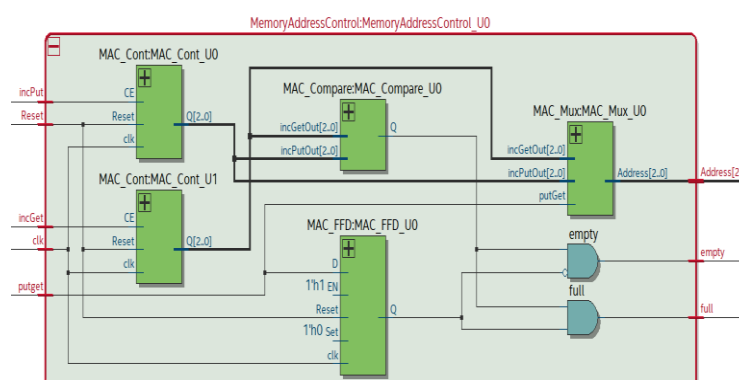 MemoryAddressControl:MemoryAddressControl_U0
MAC_Cont:MAC_Cont_U0
incPut
CE
Reset
Reset
Q[2..0]
clk
MAC_Compare:MAC_Compare_U0
incGetOut[2..0]
Q
incPutOut[2..0]
MAC_Mux:MAC_Mux_U0
incGetOut[2..0]
incPutOut[2..0]
Address[2..0]
Address[2
putGet
MAC_Cont:MAC_Cont_U1
incGet
CE
clk
Reset
Q[2..0]
clk
putget
MAC_FFD:MAC_FFD_U0
D
1'h1 EN
Reset
Q
1'h0 Set
clk
empty
empty
full
full